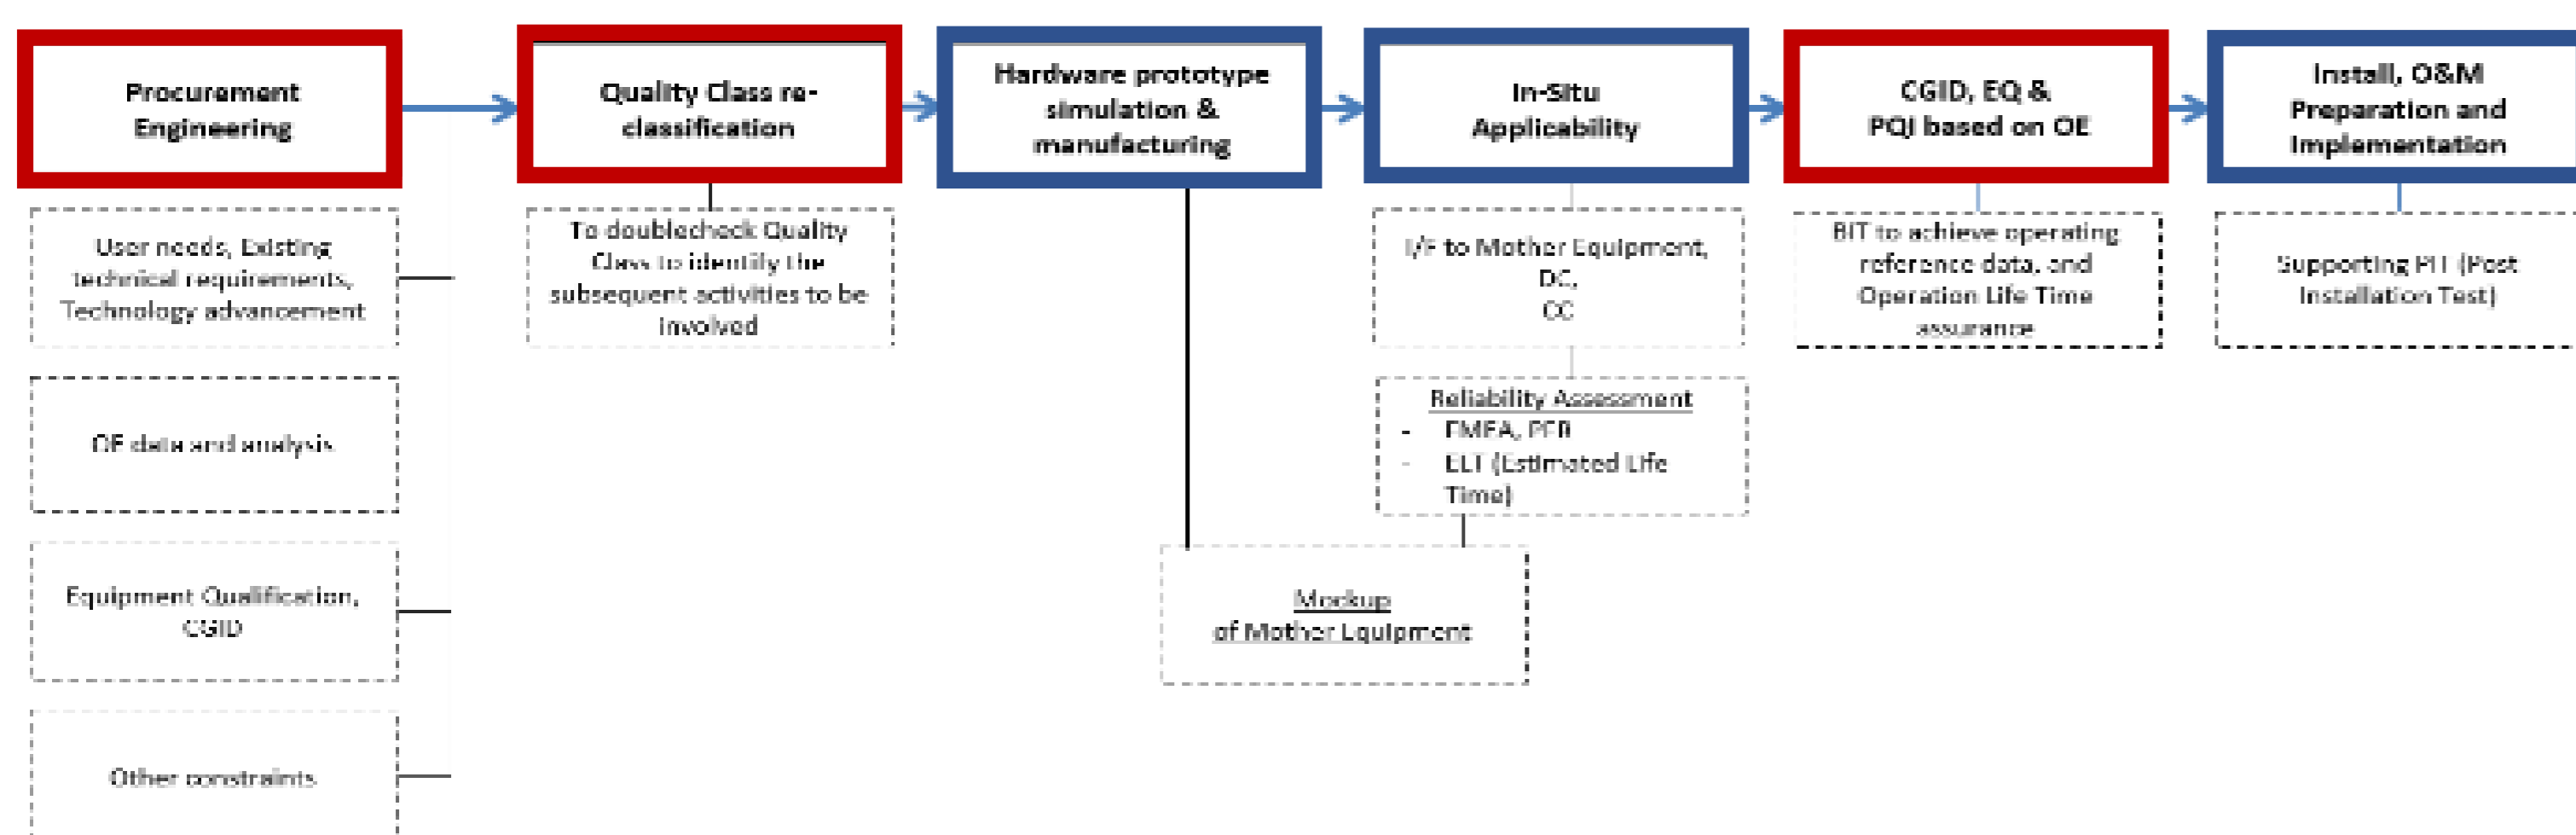 Procurement
Engineering
Quality Class re-
classification
Hardware prototype
simulation &
manufacturing
In-Situ
Applicability
CGID, EQ &
PQI based on OE
Install, O&M
Preparation and
Implementation
User needs, Existing
technical requirements,
Technology advancement
OE data and analysis
Equipment Qualification,
CGID
Other constraints
To doublecheck Quality
Class to identify the
subsequent activities to be
involved
I/F to Mother Equipment,
DC,
OC
Reliability Assessment
- FMEA, PFR
- ELT (Estimated Life
Time)
Mockup
of Mother Equipment
BIT to achieve operating
reference data, and
Operation Life Time
assurance
Supporting PIT (Post
Installation Test)